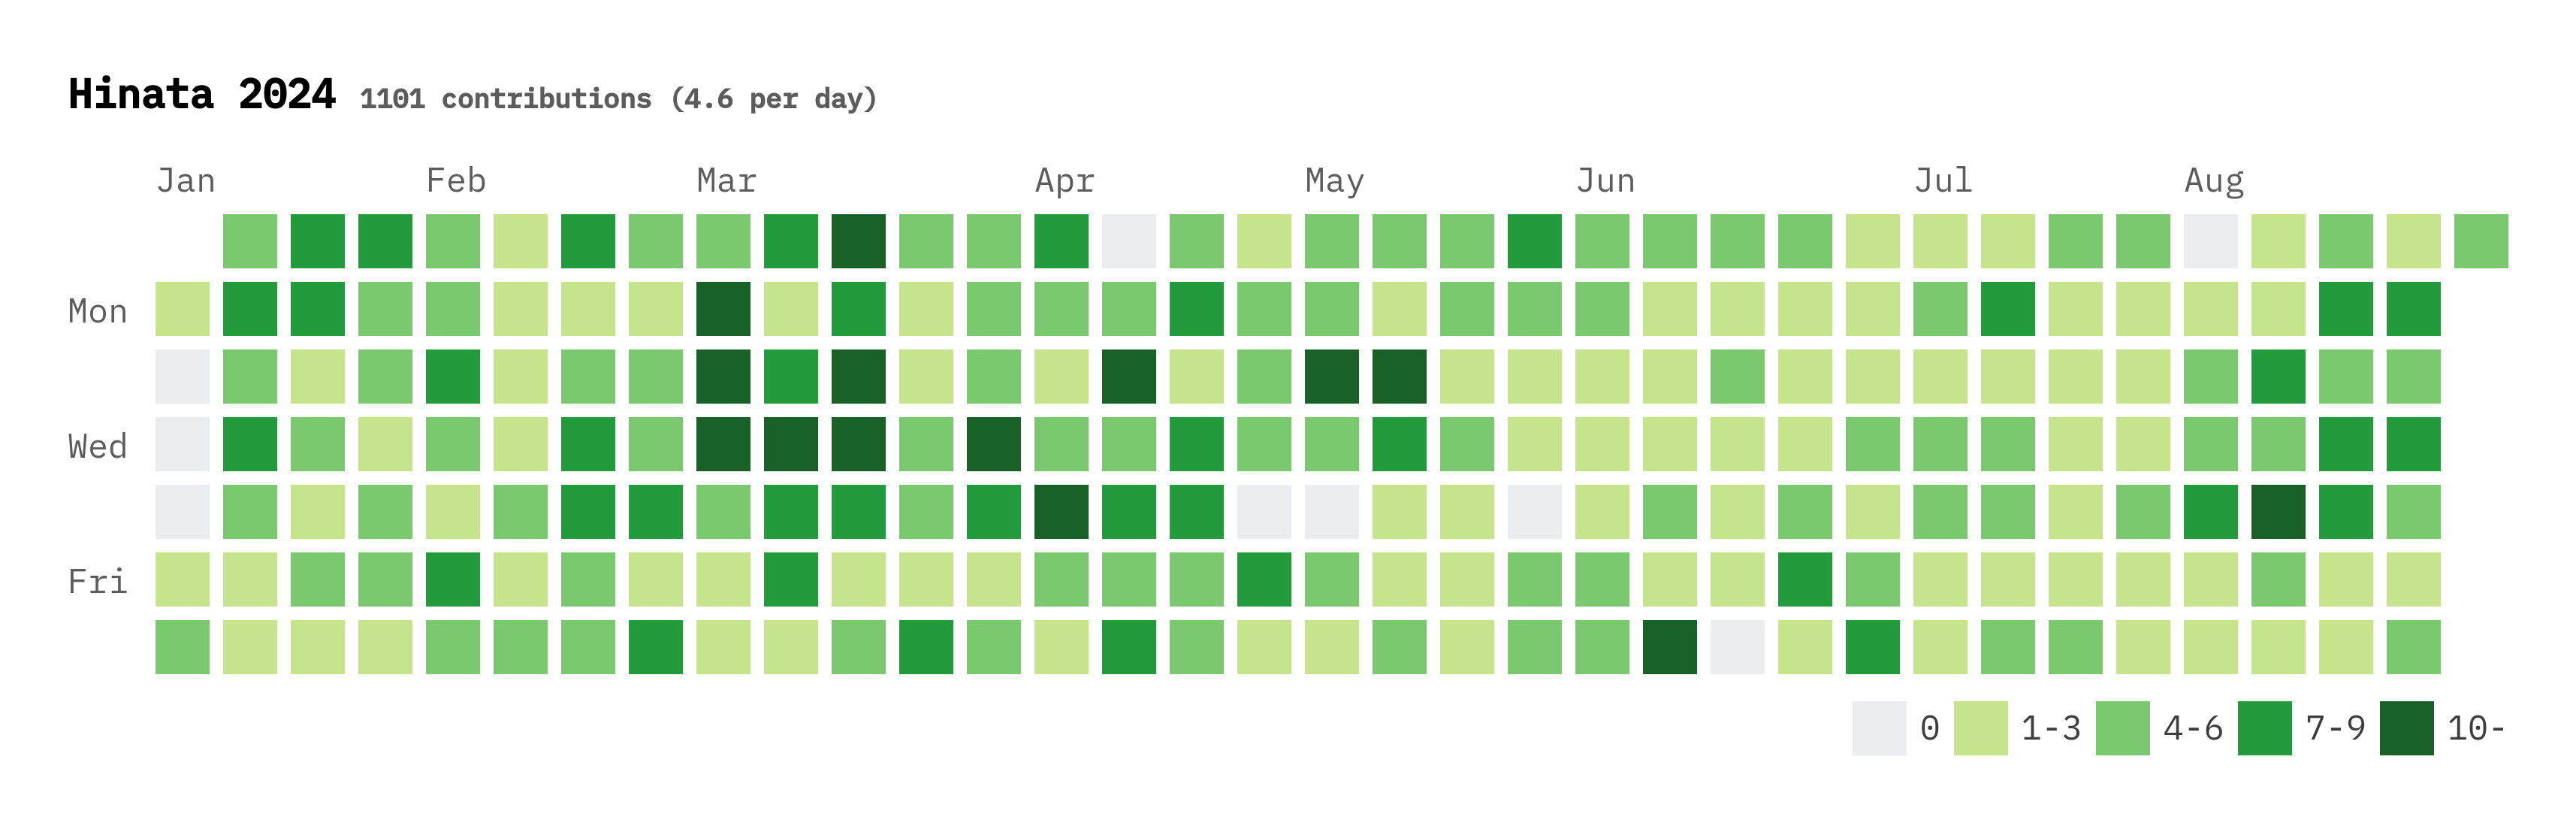 Hinata 2024 1101 contributions (4.6 per day)
Jan Feb Mar Apr May Jun Jul Aug
Mon
Wed
Fri
0 1-3 4-6 7-9 10-